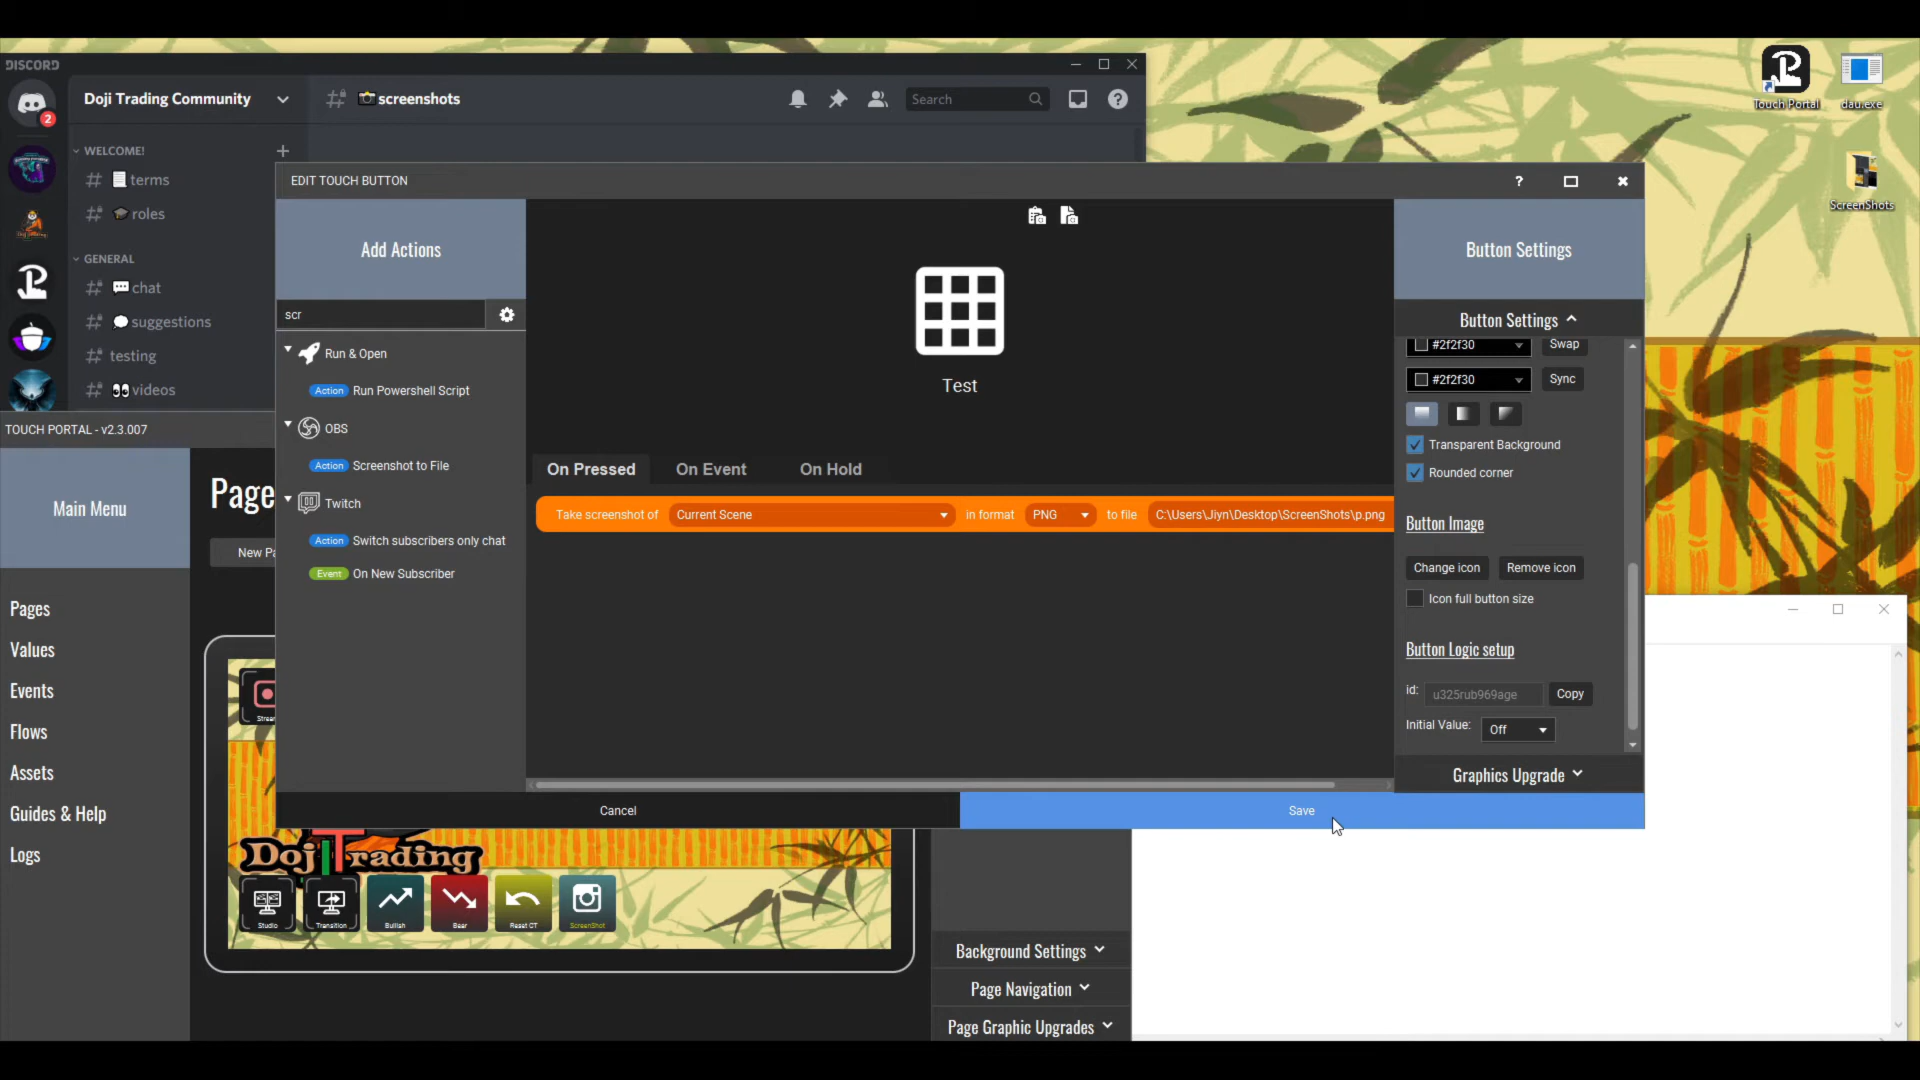 DISCORD
Doji Trading Community
screenshots
Search
2
WELCOME!
terms
roles
GENERAL
chat
suggestions
testing
videos
Touch Portal
dau.exe
ScreenShots
EDIT TOUCH BUTTON
Add Actions
scr
Run & Open
Action Run Powershell Script
OBS
Action Screenshot to File
Twitch
Action Switch subscribers only chat
Event On New Subscriber
Test
On Pressed On Event On Hold
Take screenshot of Current Scene in format PNG to file C:\Users\Jiyn\Desktop\ScreenShots\p.png
Button Settings
Button Settings
#2f2f30 Swap
#2f2f30 Sync
Transparent Background
Rounded corner
Button Image
Change icon Remove icon
Icon full button size
Button Logic setup
id: u325rub969age Copy
Initial Value: Off
Graphics Upgrade
Cancel Save
TOUCH PORTAL - v2.3.007
Main Menu
Pages
Values
Events
Flows
Assets
Guides & Help
Logs
Page
New Pa
Strear
Doji Trading
Studio Transition Bullish Bear Reset CT ScreenShot
Background Settings
Page Navigation
Page Graphic Upgrades